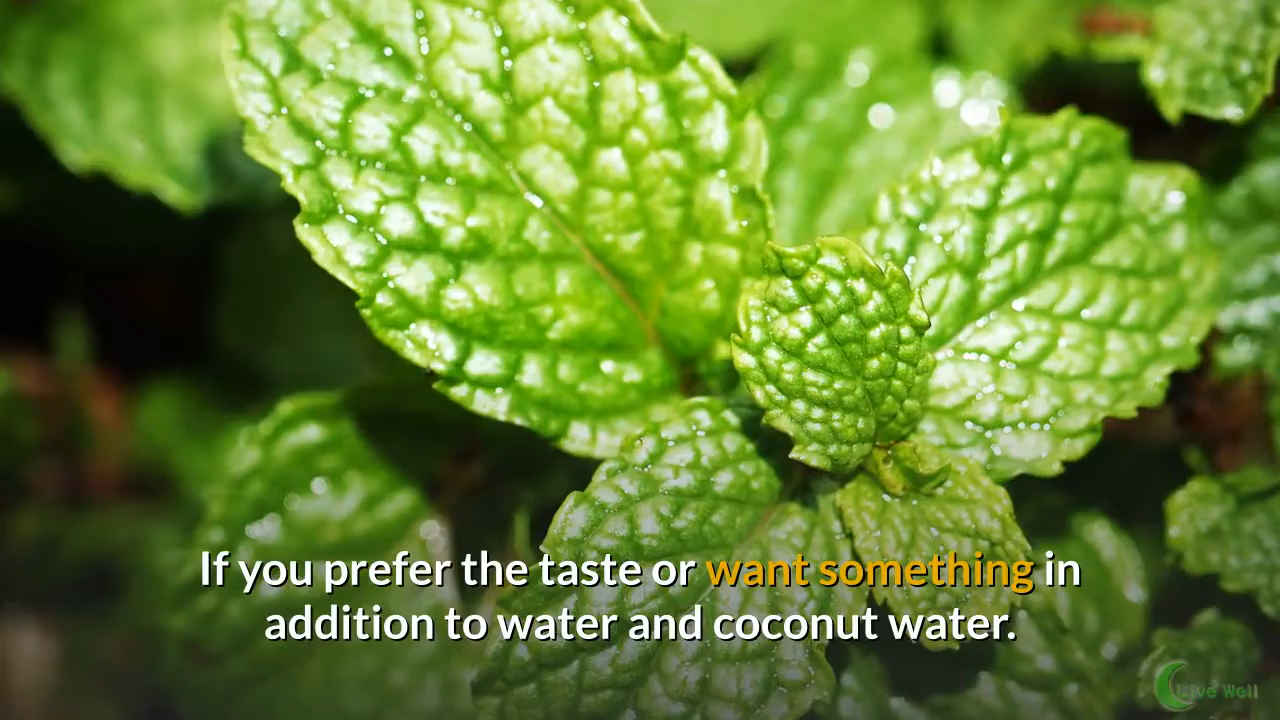 If you prefer the taste or want something in
addition to water and coconut water.
Live Well